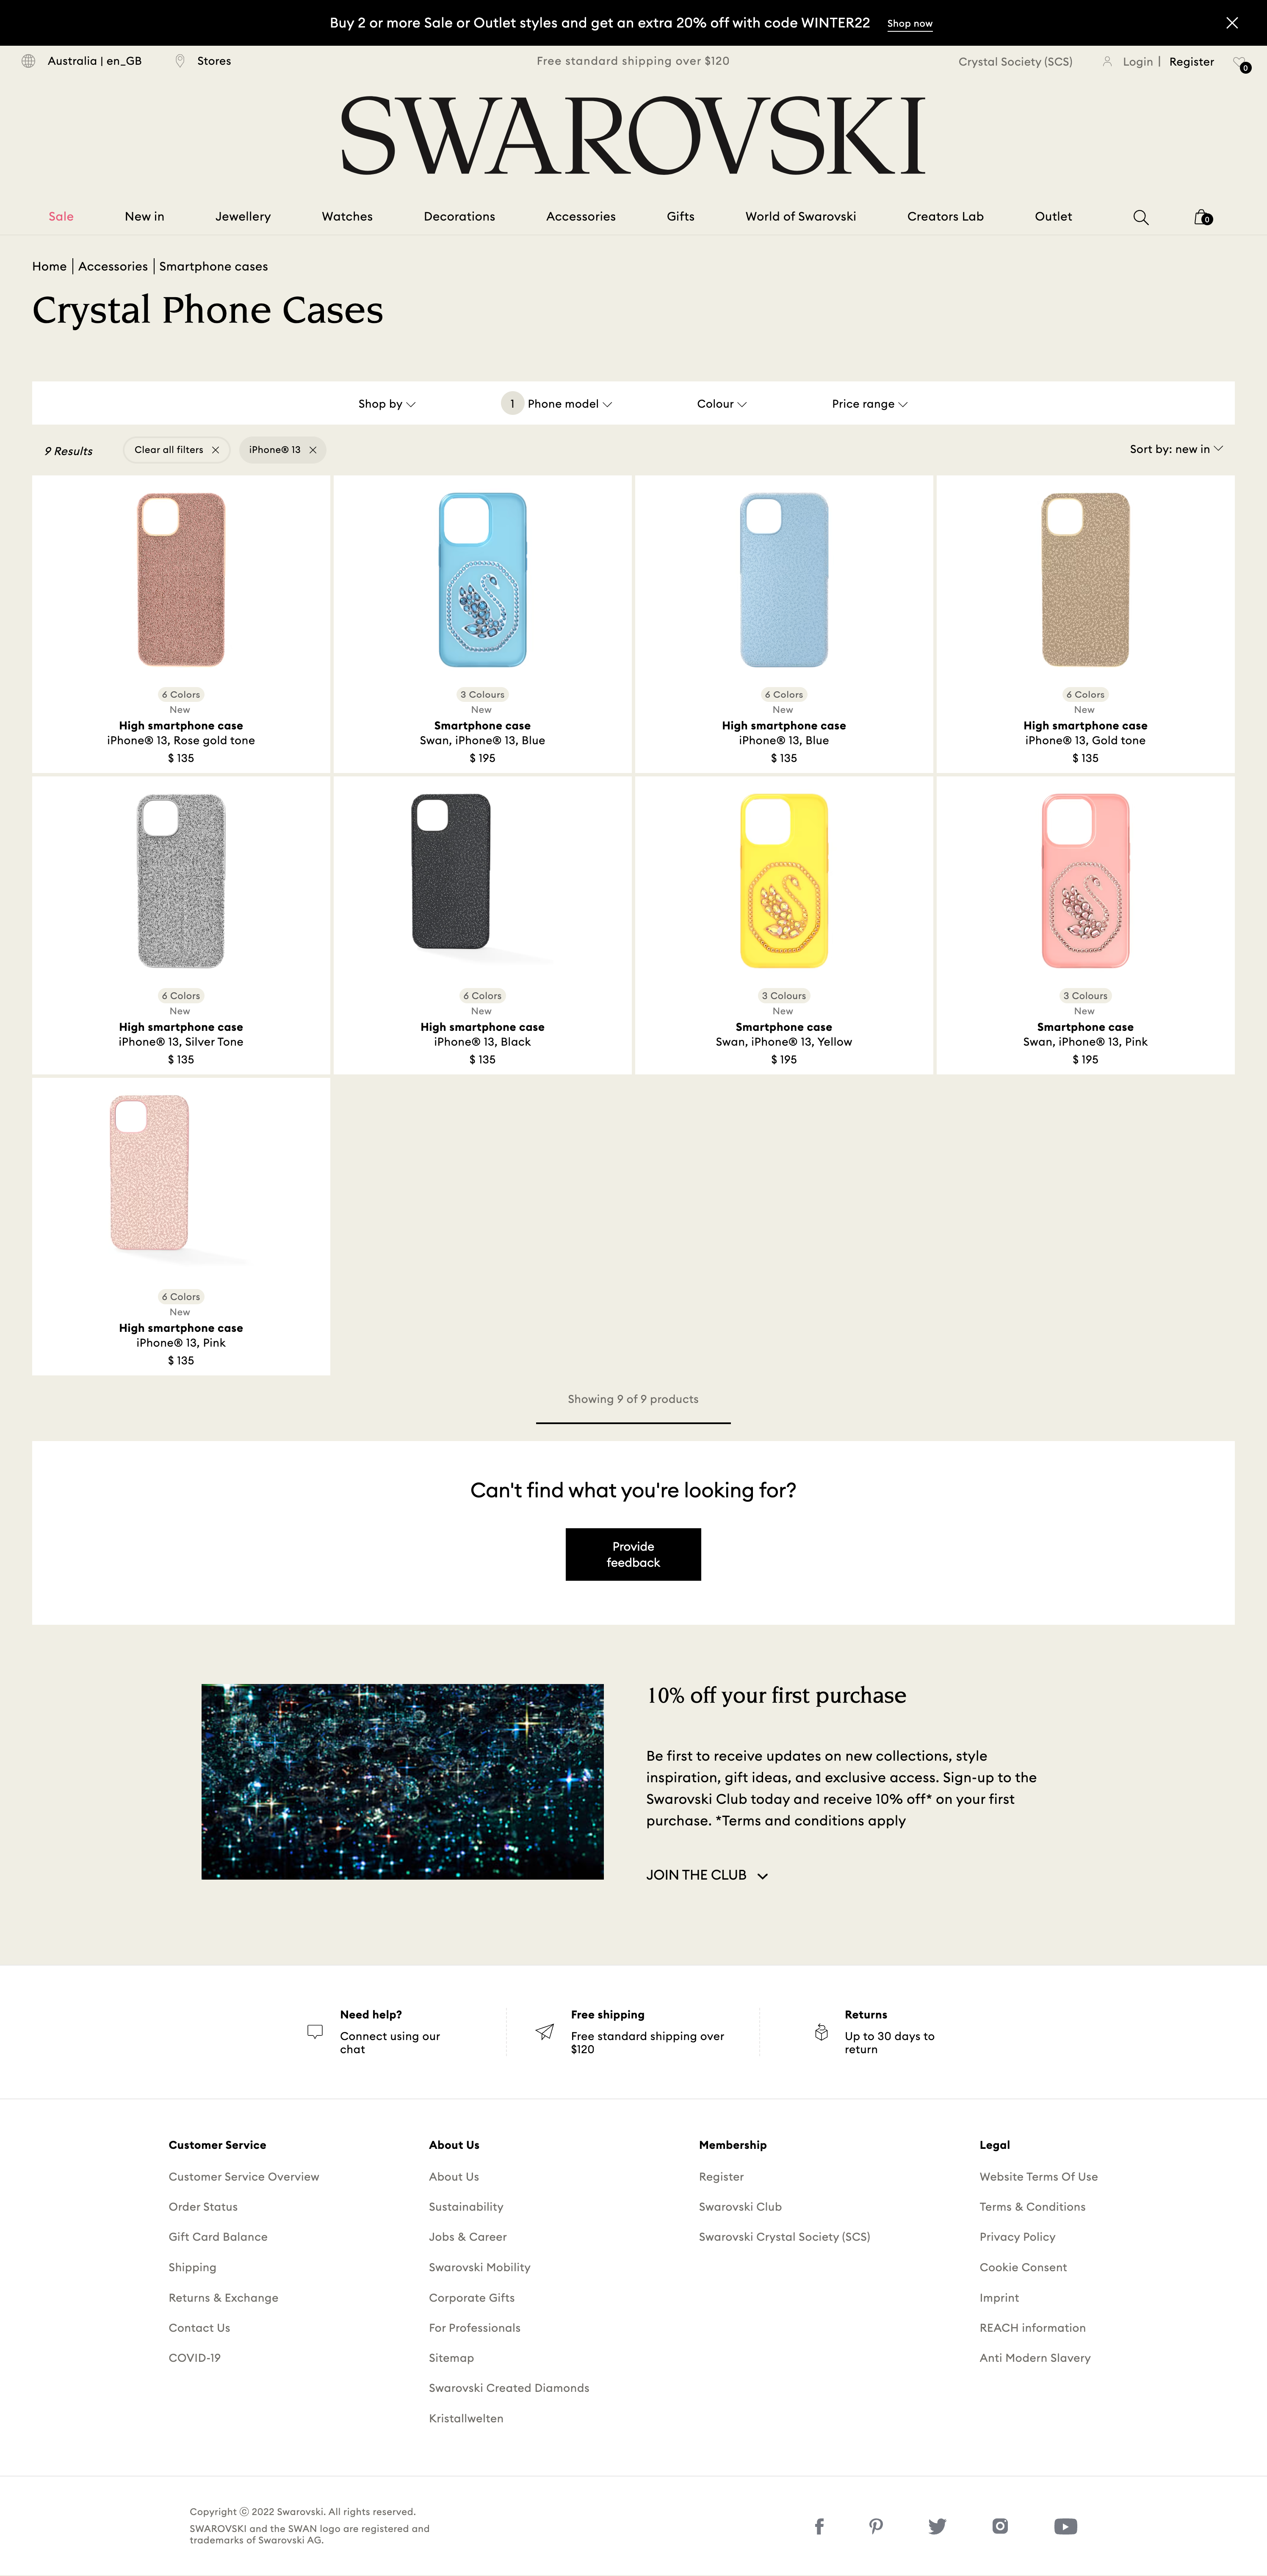 Buy 2 or more Sale or Outlet styles and get an extra 20% off with code WINTER22 Shop now
Australia | en_GB Stores Free standard shipping over $120 Crystal Society (SCS) Login | Register 0
SWAROVSKI
Sale New in Jewellery Watches Decorations Accessories Gifts World of Swarovski Creators Lab Outlet 0
Home | Accessories | Smartphone cases
Crystal Phone Cases
Shop by 1 Phone model Colour Price range
9 Results Clear all filters iPhone® 13 Sort by: new in
6 Colors
New
High smartphone case
iPhone® 13, Rose gold tone
$ 135
3 Colours
New
Smartphone case
Swan, iPhone® 13, Blue
$ 195
6 Colors
New
High smartphone case
iPhone® 13, Blue
$ 135
6 Colors
New
High smartphone case
iPhone® 13, Gold tone
$ 135
6 Colors
New
High smartphone case
iPhone® 13, Silver Tone
$ 135
6 Colors
New
High smartphone case
iPhone® 13, Black
$ 135
3 Colours
New
Smartphone case
Swan, iPhone® 13, Yellow
$ 195
3 Colours
New
Smartphone case
Swan, iPhone® 13, Pink
$ 195
6 Colors
New
High smartphone case
iPhone® 13, Pink
$ 135
Showing 9 of 9 products
Can't find what you're looking for?
Provide
feedback
10% off your first purchase
Be first to receive updates on new collections, style
inspiration, gift ideas, and exclusive access. Sign-up to the
Swarovski Club today and receive 10% off* on your first
purchase. *Terms and conditions apply
JOIN THE CLUB
Need help?
Connect using our
chat
Free shipping
Free standard shipping over
$120
Returns
Up to 30 days to
return
Customer Service
Customer Service Overview
Order Status
Gift Card Balance
Shipping
Returns & Exchange
Contact Us
COVID-19
About Us
About Us
Sustainability
Jobs & Career
Swarovski Mobility
Corporate Gifts
For Professionals
Sitemap
Swarovski Created Diamonds
Kristallwelten
Membership
Register
Swarovski Club
Swarovski Crystal Society (SCS)
Legal
Website Terms Of Use
Terms & Conditions
Privacy Policy
Cookie Consent
Imprint
REACH information
Anti Modern Slavery
Copyright © 2022 Swarovski. All rights reserved.
SWAROVSKI and the SWAN logo are registered and
trademarks of Swarovski AG.